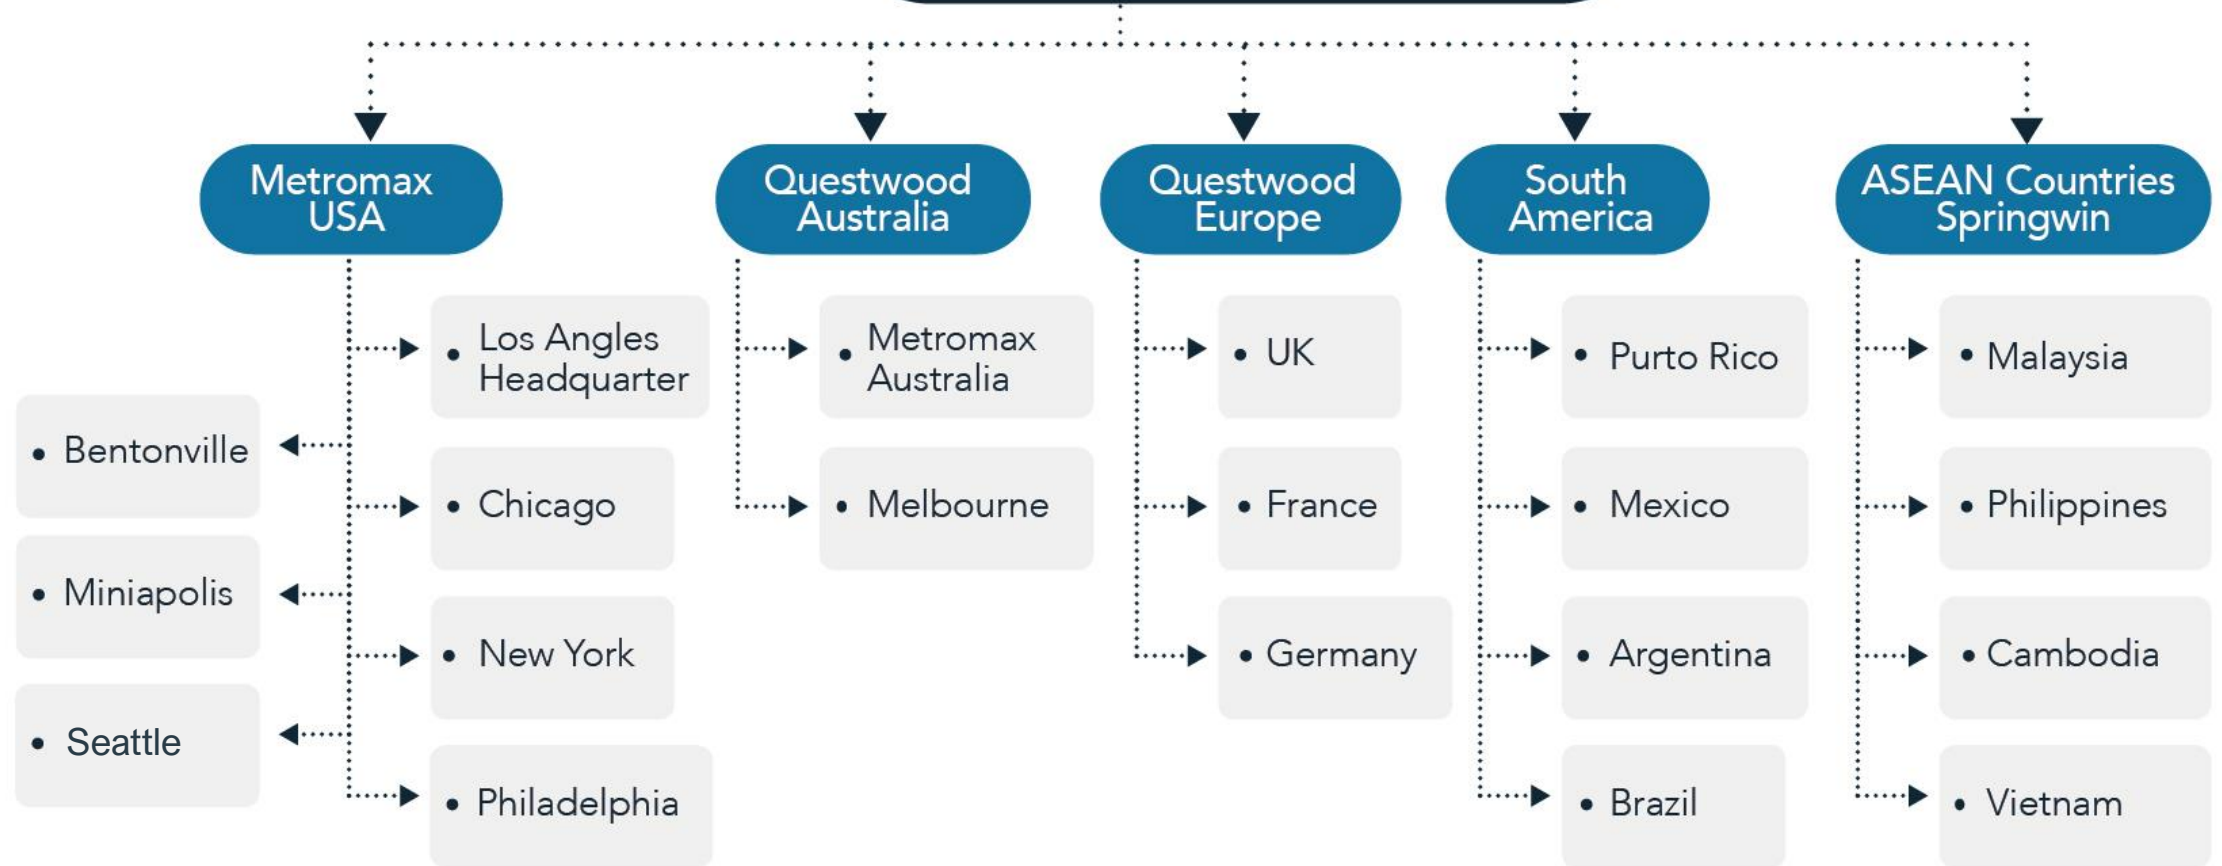 Metromax
USA
Questwood
Australia
Questwood
Europe
South
America
ASEAN Countries
Springwin
• Los Angles
Headquarter
• Bentonville
• Chicago
• Miniapolis
• New York
• Seattle
• Philadelphia
• Metromax
Australia
• Melbourne
• UK
• France
• Germany
• Purto Rico
• Mexico
• Argentina
• Brazil
• Malaysia
• Philippines
• Cambodia
• Vietnam